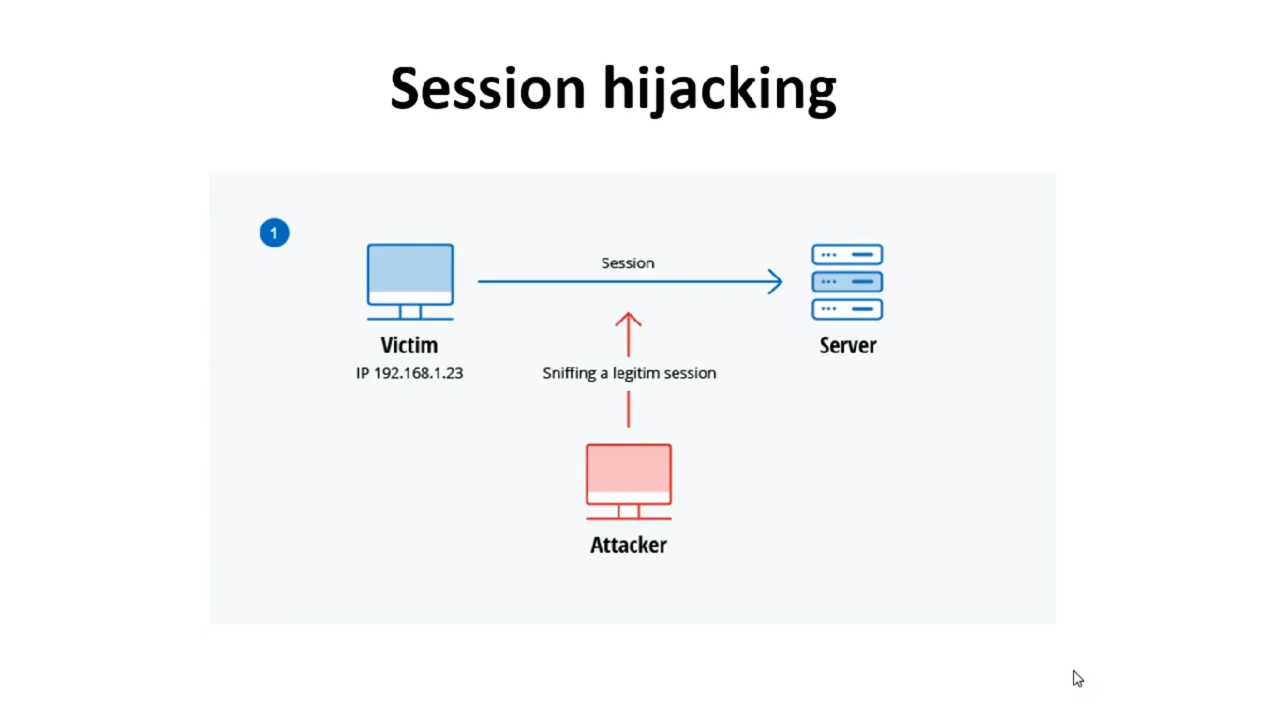 Session hijacking
1
Session
Victim
IP 192.168.1.23
Server
Sniffing a legitim session
Attacker